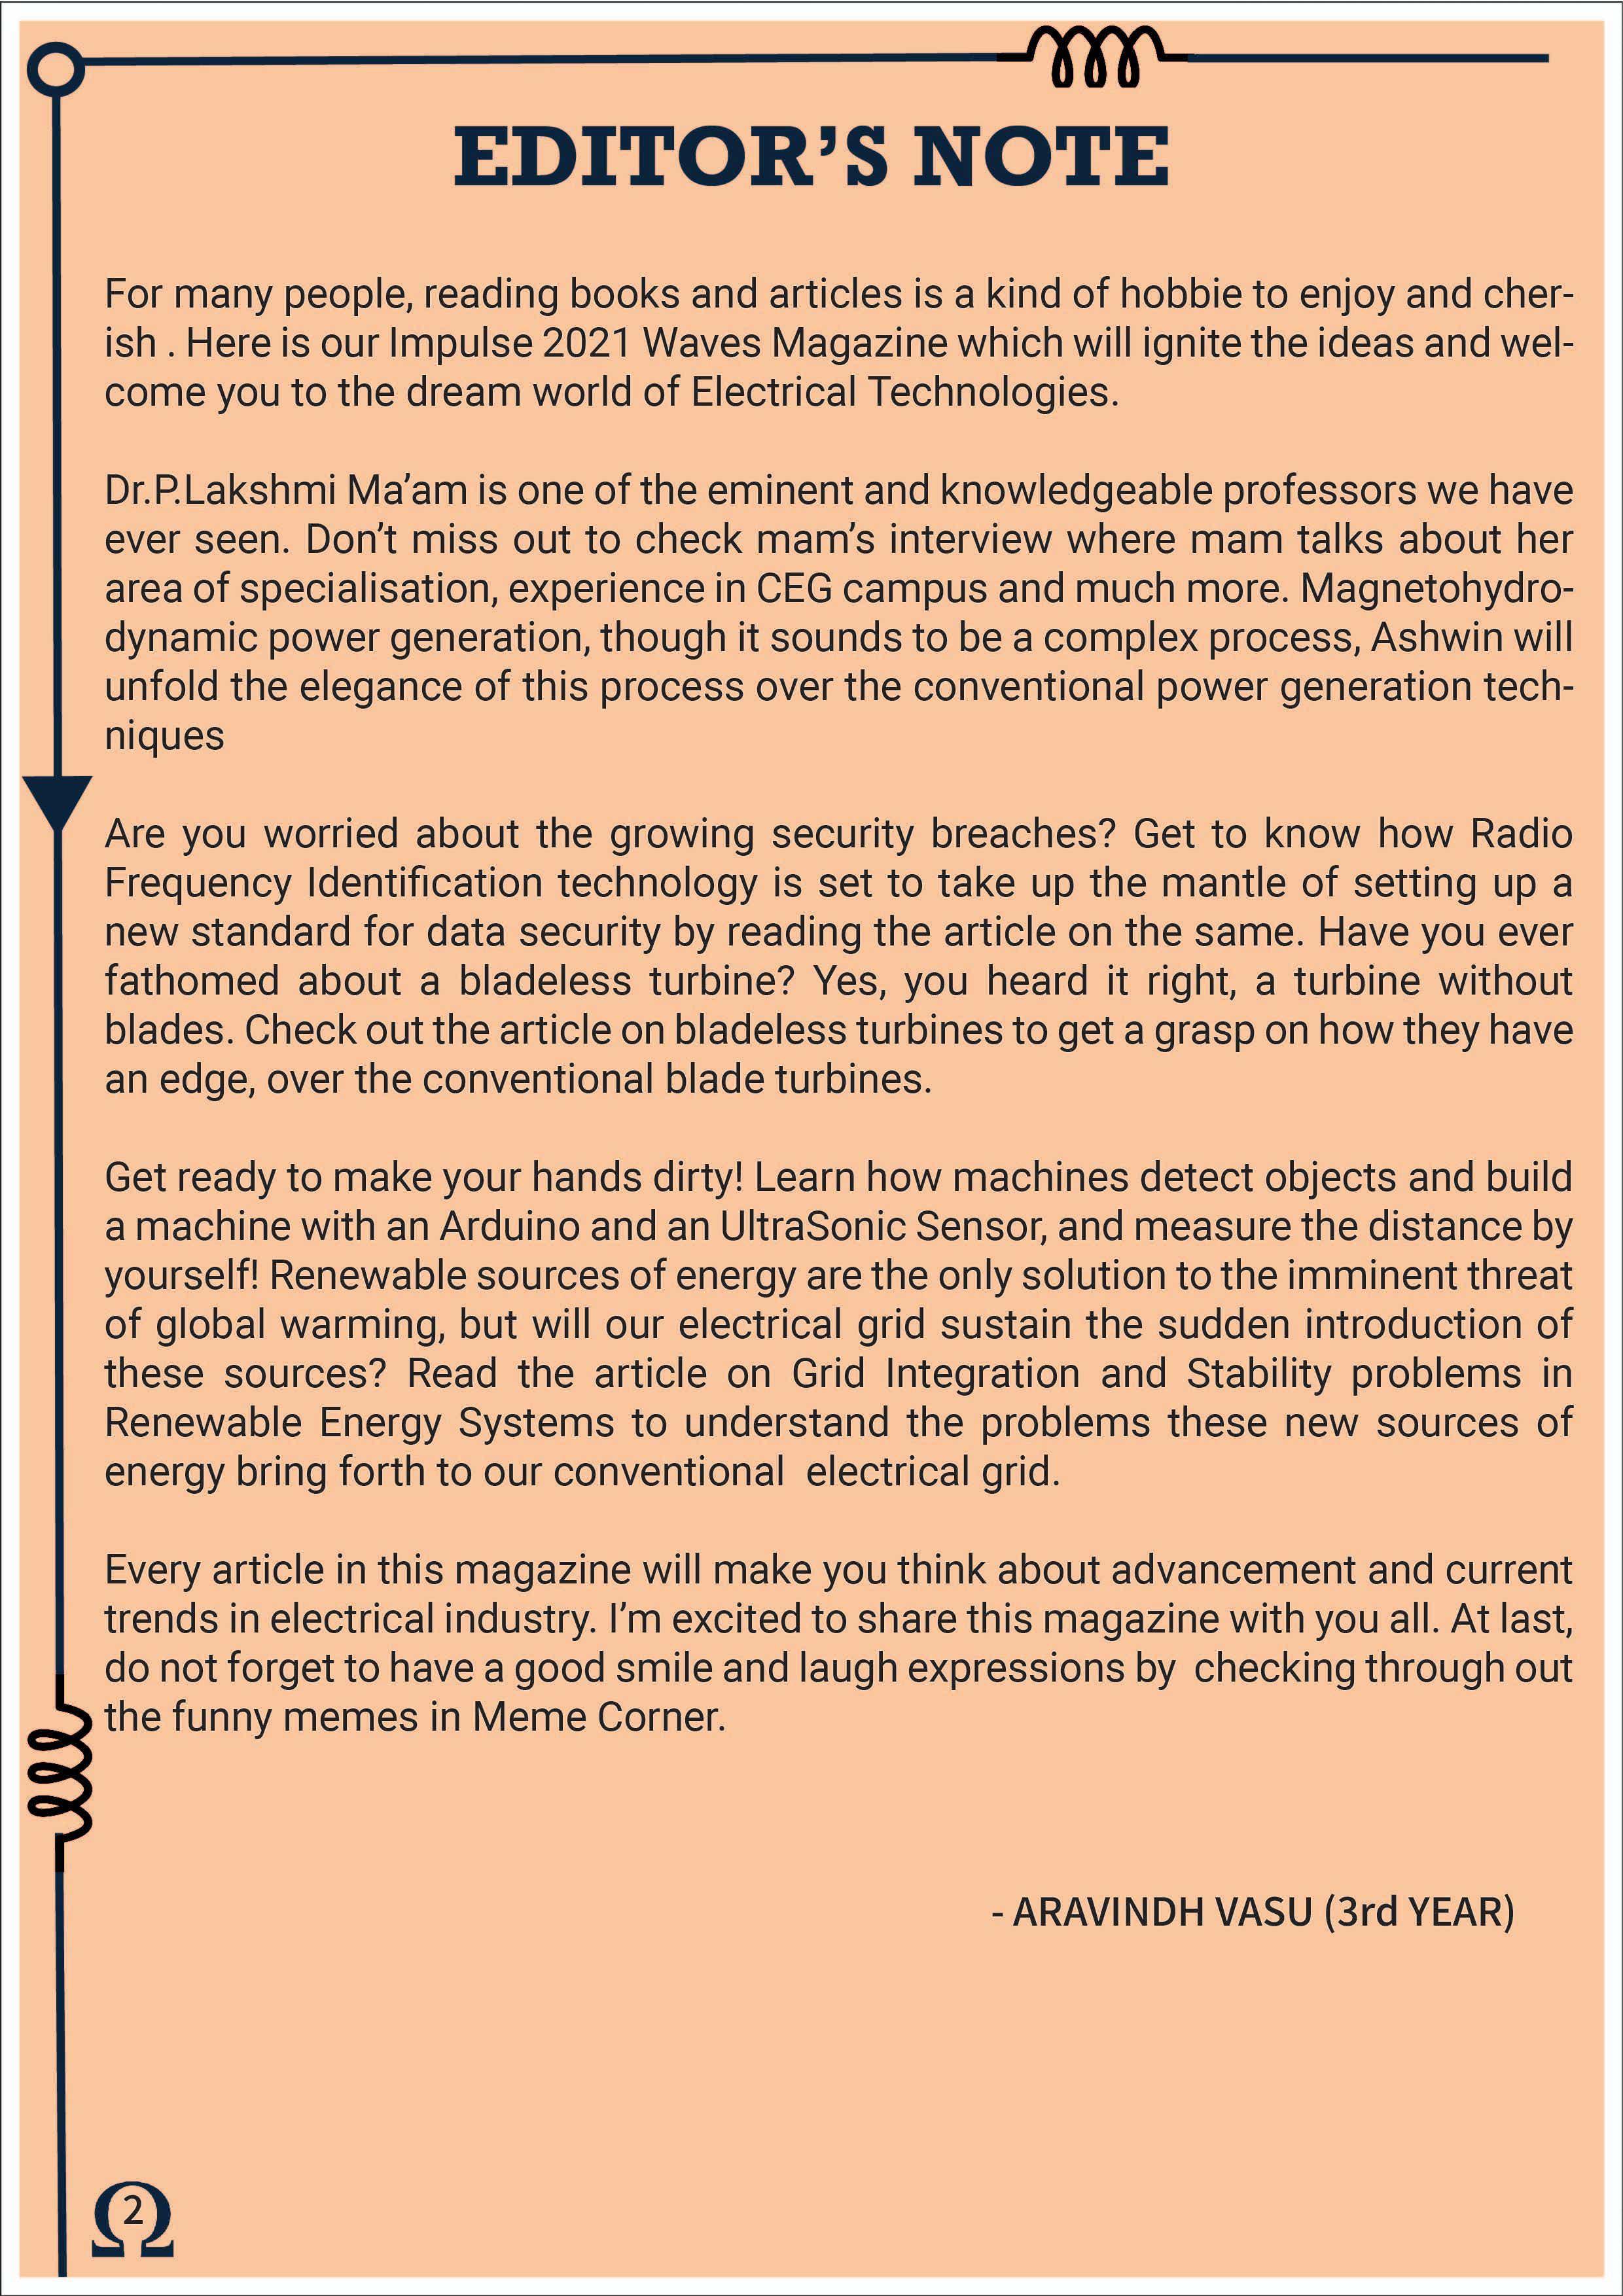 EDITOR’S NOTE
For many people, reading books and articles is a kind of hobbie to enjoy and cher-
ish . Here is our Impulse 2021 Waves Magazine which will ignite the ideas and wel-
come you to the dream world of Electrical Technologies.
Dr.P.Lakshmi Ma’am is one of the eminent and knowledgeable professors we have
ever seen. Don’t miss out to check mam’s interview where mam talks about her
area of specialisation, experience in CEG campus and much more. Magnetohydro-
dynamic power generation, though it sounds to be a complex process, Ashwin will
unfold the elegance of this process over the conventional power generation tech-
niques
Are you worried about the growing security breaches? Get to know how Radio
Frequency Identification technology is set to take up the mantle of setting up a
new standard for data security by reading the article on the same. Have you ever
fathomed about a bladeless turbine? Yes, you heard it right, a turbine without
blades. Check out the article on bladeless turbines to get a grasp on how they have
an edge, over the conventional blade turbines.
Get ready to make your hands dirty! Learn how machines detect objects and build
a machine with an Arduino and an UltraSonic Sensor, and measure the distance by
yourself! Renewable sources of energy are the only solution to the imminent threat
of global warming, but will our electrical grid sustain the sudden introduction of
these sources? Read the article on Grid Integration and Stability problems in
Renewable Energy Systems to understand the problems these new sources of
energy bring forth to our conventional  electrical grid.
Every article in this magazine will make you think about advancement and current
trends in electrical industry. I’m excited to share this magazine with you all. At last,
do not forget to have a good smile and laugh expressions by  checking through out
the funny memes in Meme Corner.
- ARAVINDH VASU (3rd YEAR)
Ω 2